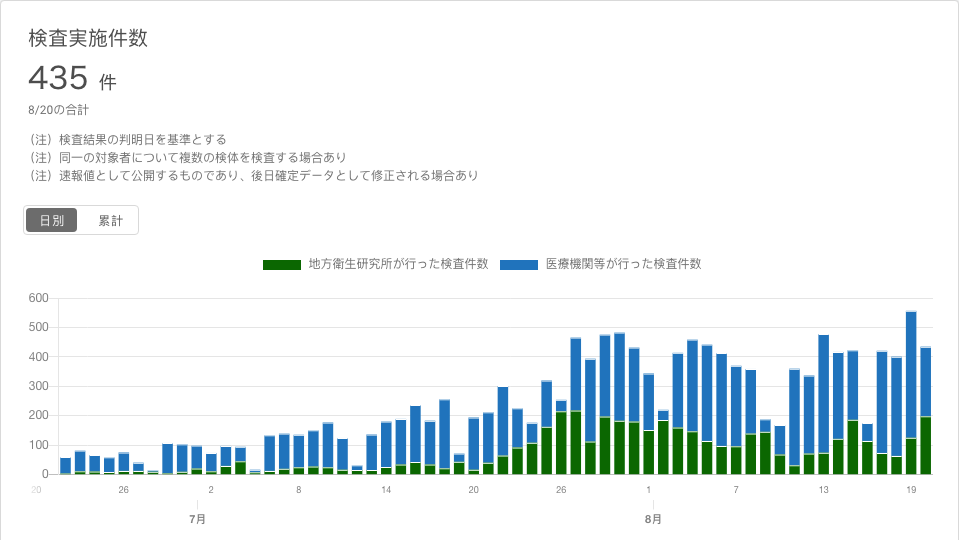 検査実施件数
435 件
8/20の合計
（注）検査結果の判明日を基準とする
（注）同一の対象者について複数の検体を検査する場合あり
（注）速報値として公開するものであり、後日確定データとして修正される場合あり
日別 累計
地方衛生研究所が行った検査件数 医療機関等が行った検査件数
600
500
400
300
200
100
0
20 26 2 8 14 20 26 1 7 13 19
7月 8月